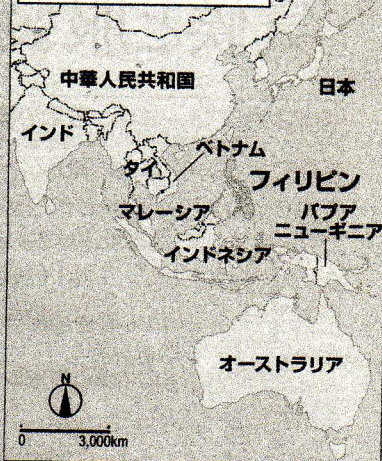 中華人民共和国
日本
インド
ベトナム
タイ
フィリピン
マレーシア
パプア
ニューギニア
インドネシア
オーストラリア
N
0 3,000km